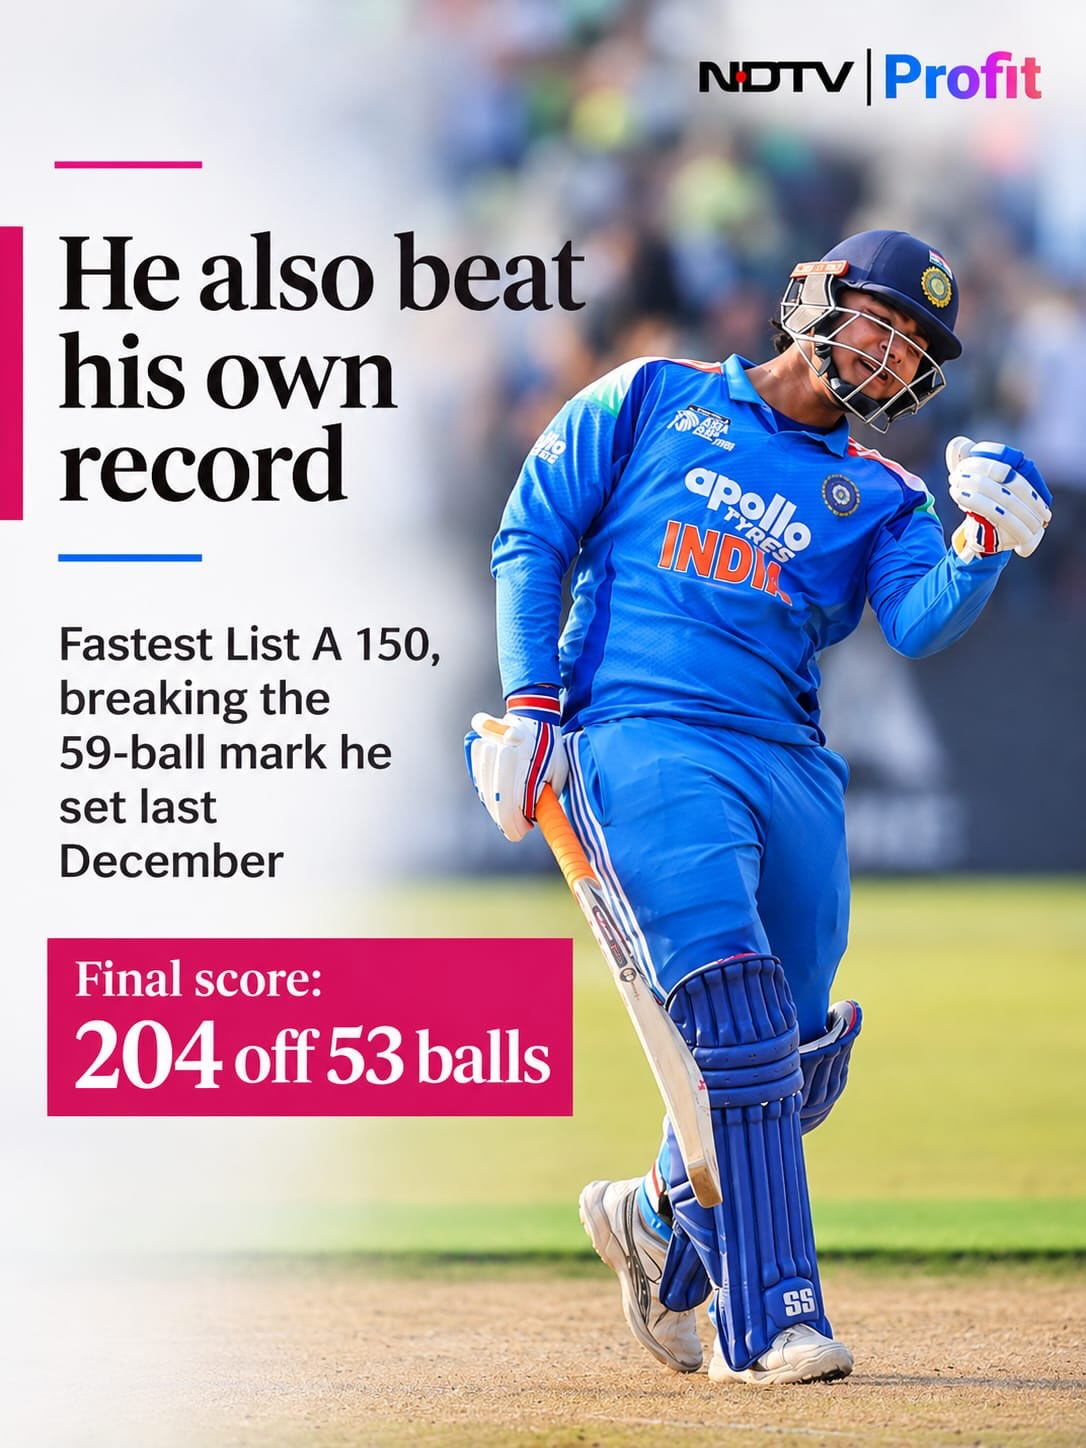 NDTV | Profit
He also beat
his own
record
Fastest List A 150,
breaking the
59-ball mark he
set last
December
Final score:
204 off 53 balls
apollo
TYRES
INDIA
SS